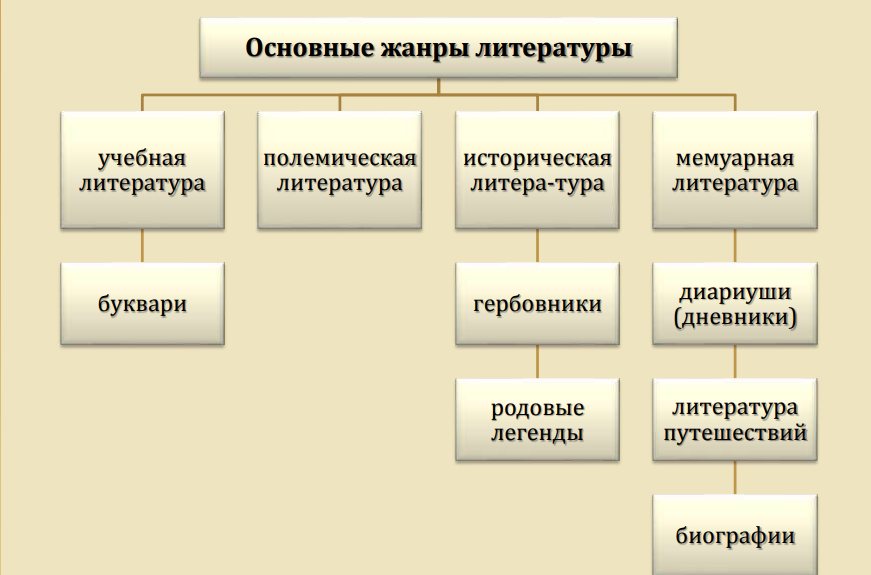 Основные жанры литературы
учебная
литература
полемическая
литература
историческая
литера-тура
мемуарная
литература
буквари
гербовники
диариуши
(дневники)
родовые
легенды
литература
путешествий
биографии